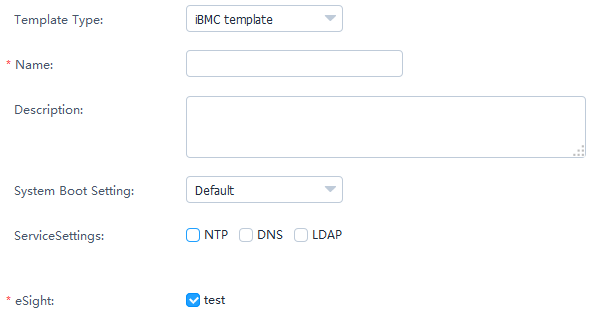 Template Type: iBMC template
* Name:
Description:
System Boot Setting: Default
ServiceSettings: NTP DNS LDAP
* eSight: test